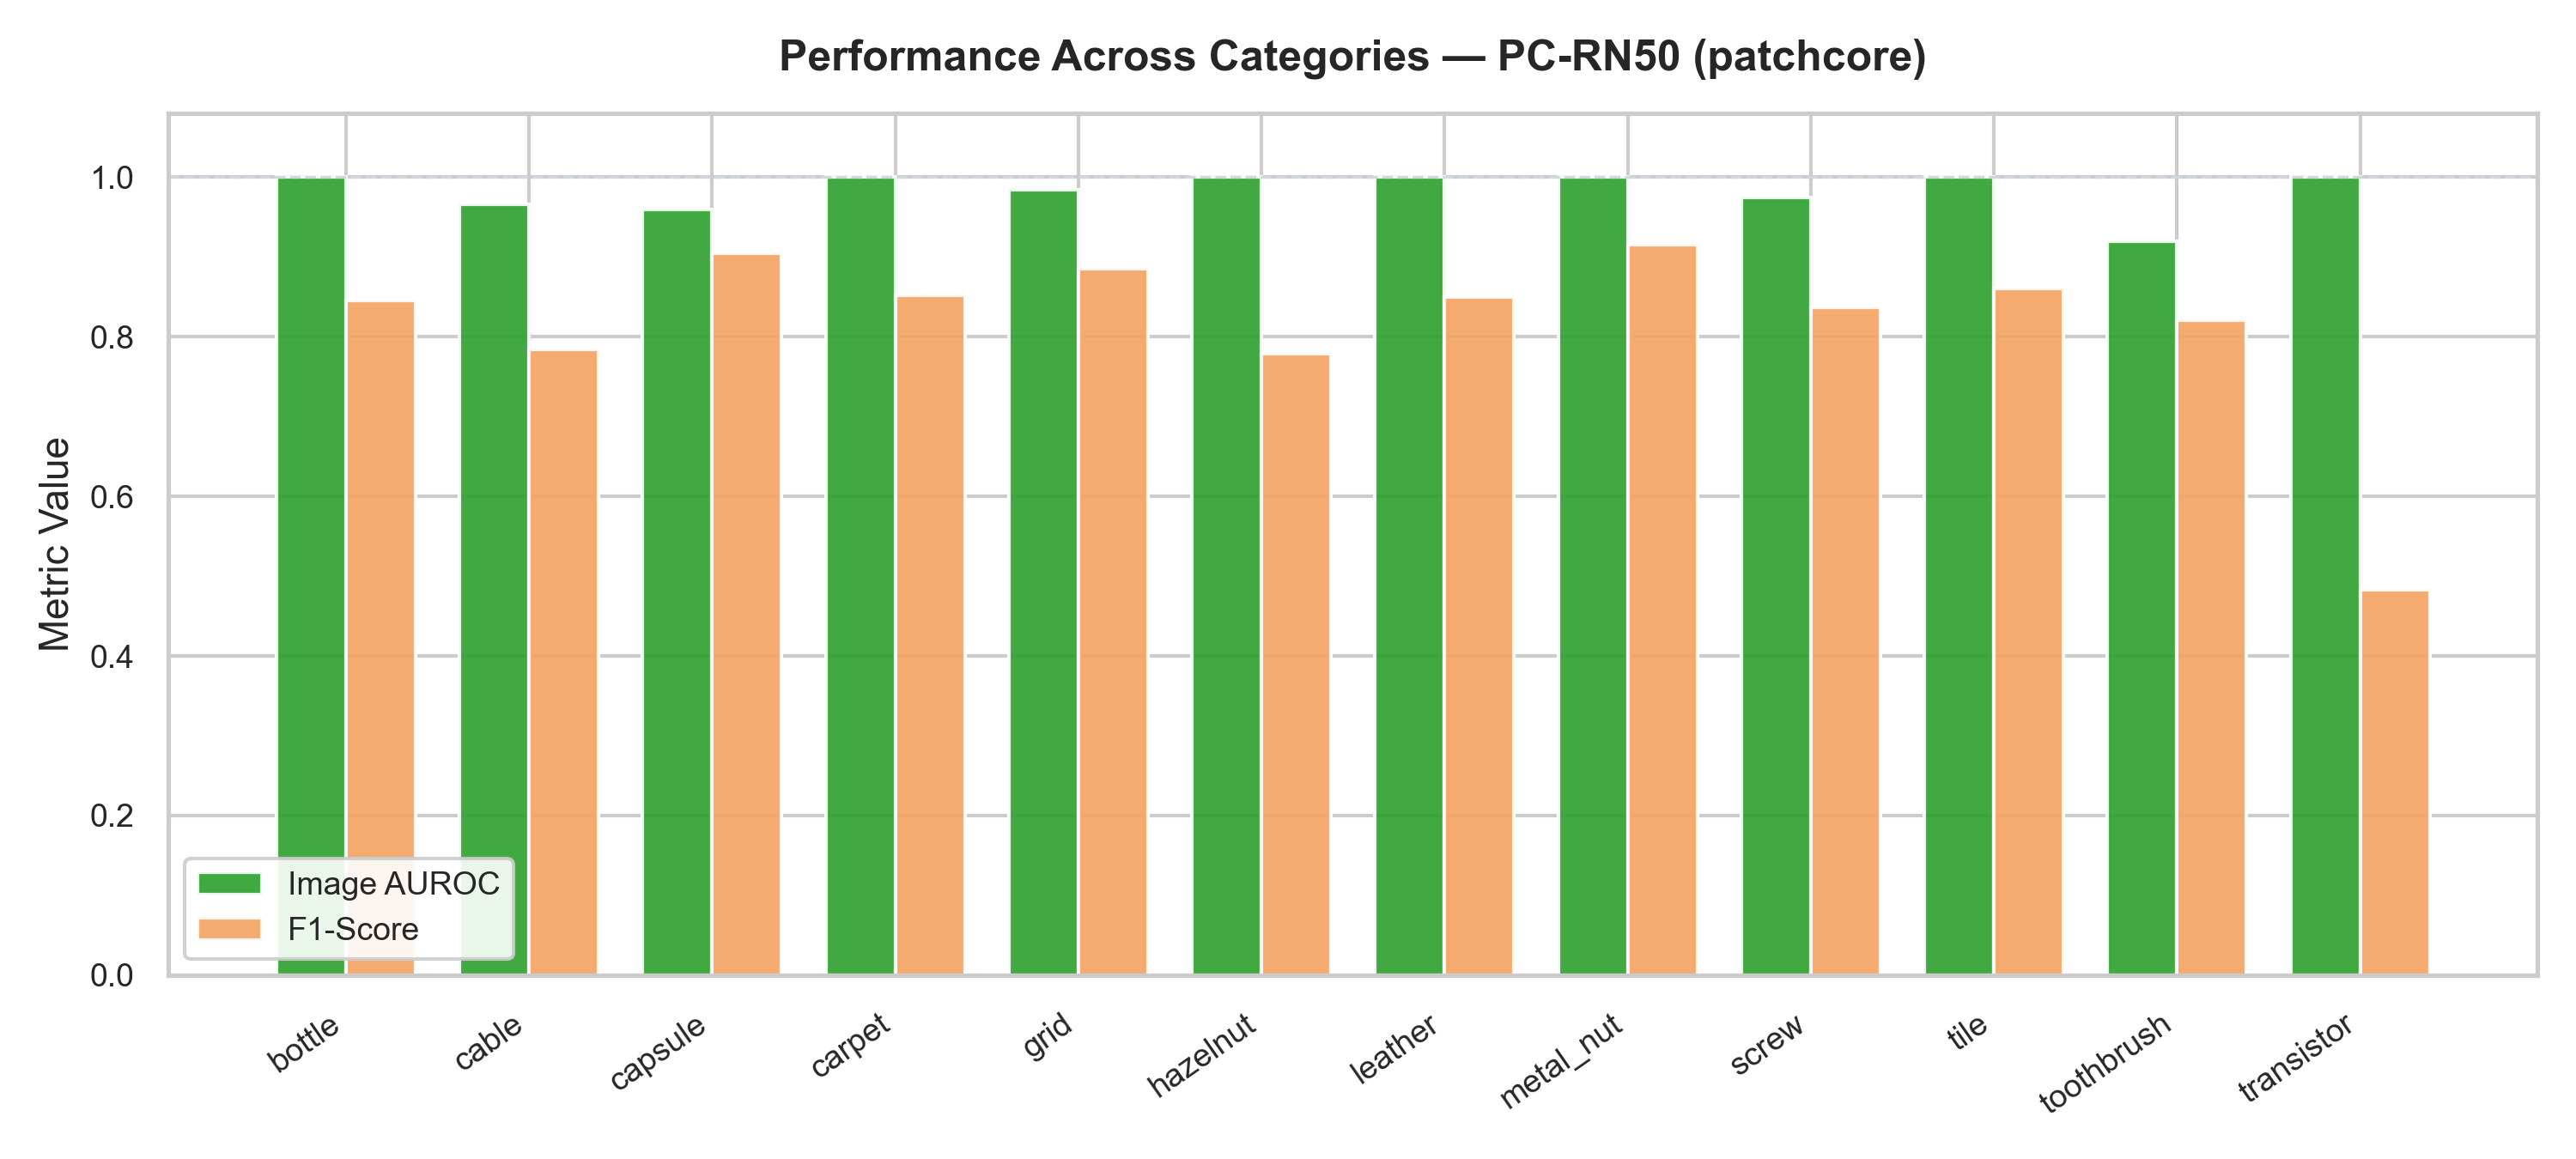 Performance Across Categories — PC-RN50 (patchcore)
Metric Value
1.0
0.8
0.6
0.4
0.2
0.0
Image AUROC
F1-Score
bottle
cable
capsule
carpet
grid
hazelnut
leather
metal_nut
screw
tile
toothbrush
transistor